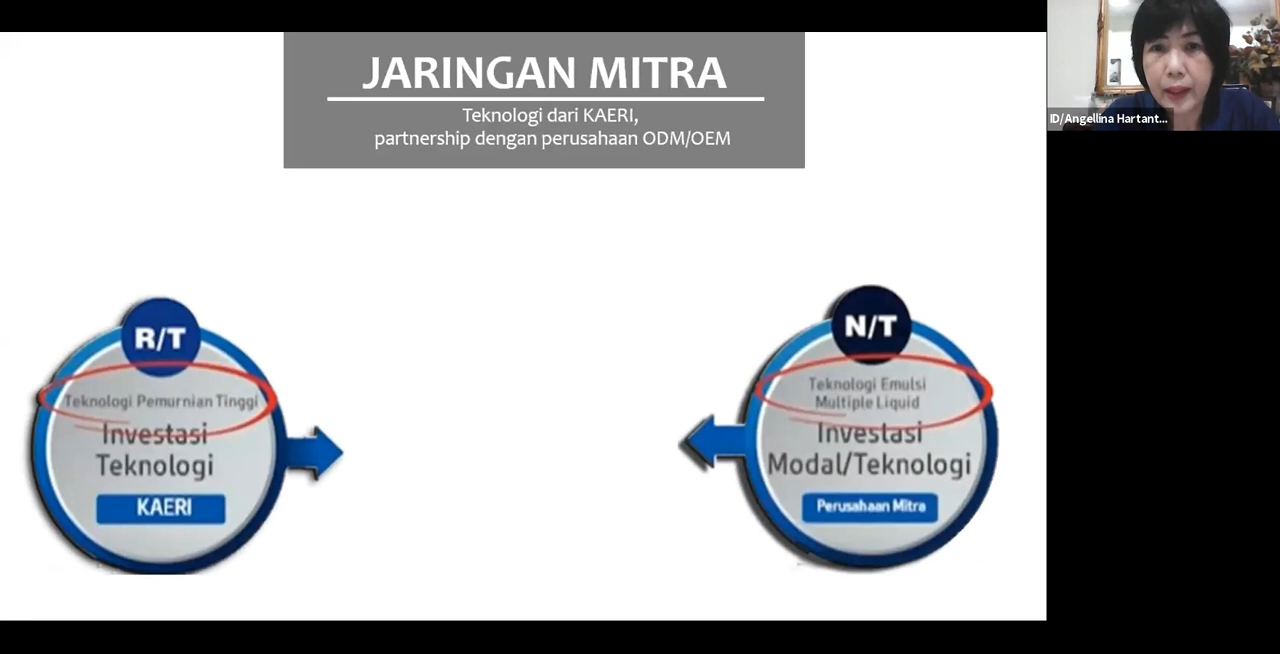 JARINGAN MITRA
Teknologi dari KAERI,
partnership dengan perusahaan ODM/OEM
ID/Angellina Hartant...
R/T
Teknologi Pemurnian Tinggi
Investasi
Teknologi
KAERI
N/T
Teknologi Emulsi
Multiple Liquid
Investasi
Modal/Teknologi
Perusahaan Mitra